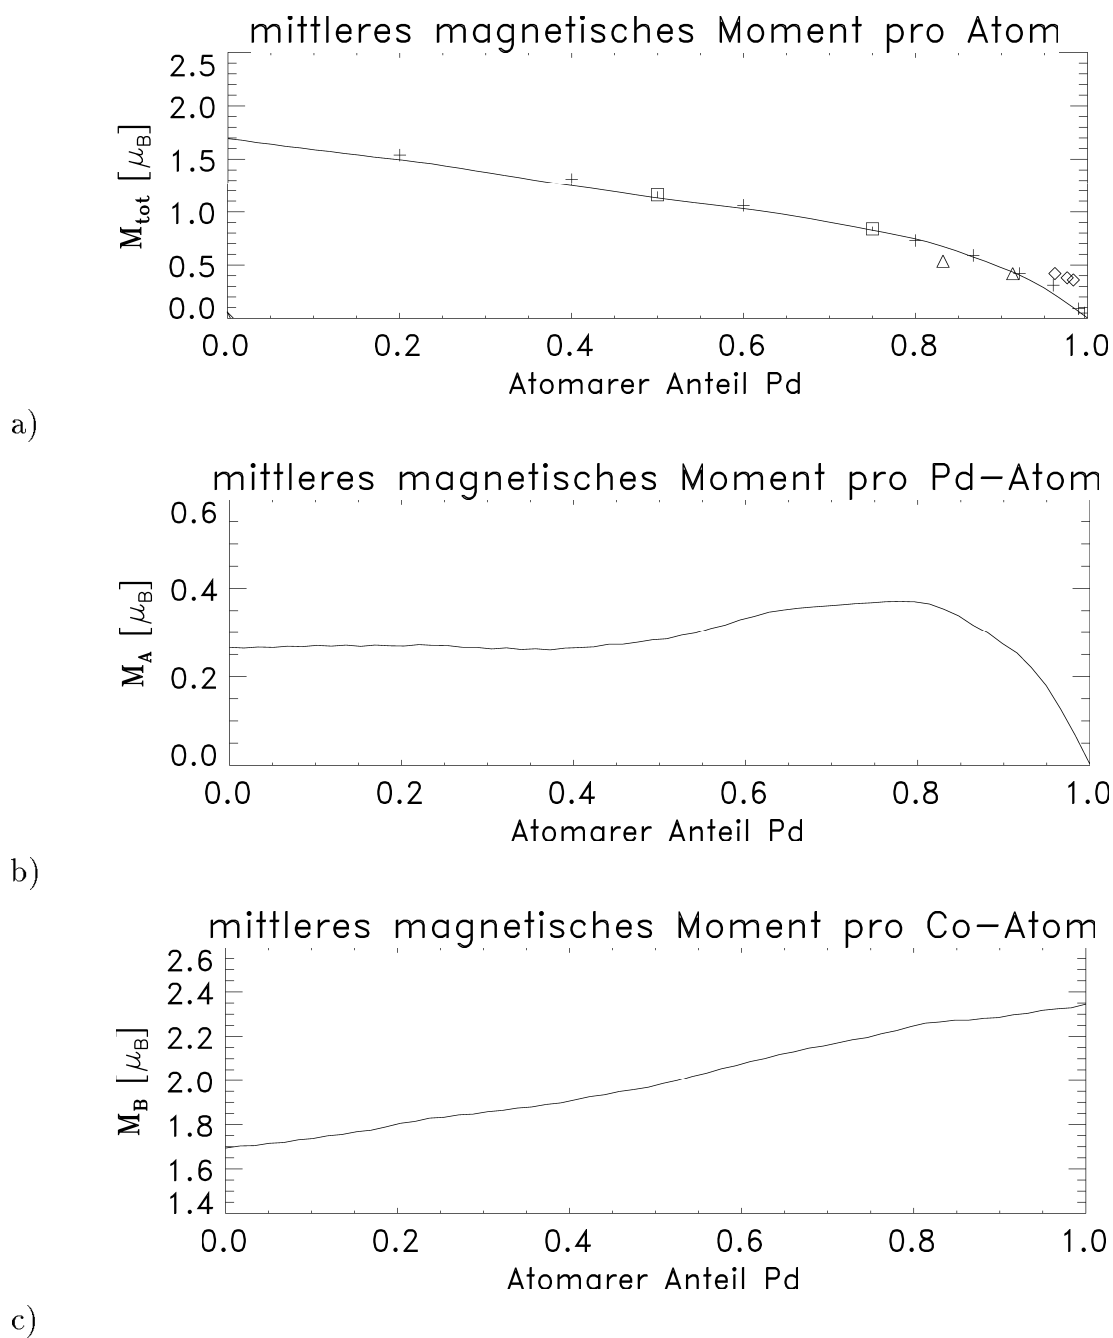 mittleres magnetisches Moment pro Atom
2.5
2.0
1.5
1.0
0.5
0.0
M_tot [μ_B]
0.0 0.2 0.4 0.6 0.8 1.0
Atomarer Anteil Pd
a)
mittleres magnetisches Moment pro Pd-Atom
0.6
0.4
0.2
0.0
M_A [μ_B]
0.0 0.2 0.4 0.6 0.8 1.0
Atomarer Anteil Pd
b)
mittleres magnetisches Moment pro Co-Atom
2.6
2.4
2.2
2.0
1.8
1.6
1.4
M_B [μ_B]
0.0 0.2 0.4 0.6 0.8 1.0
Atomarer Anteil Pd
c)